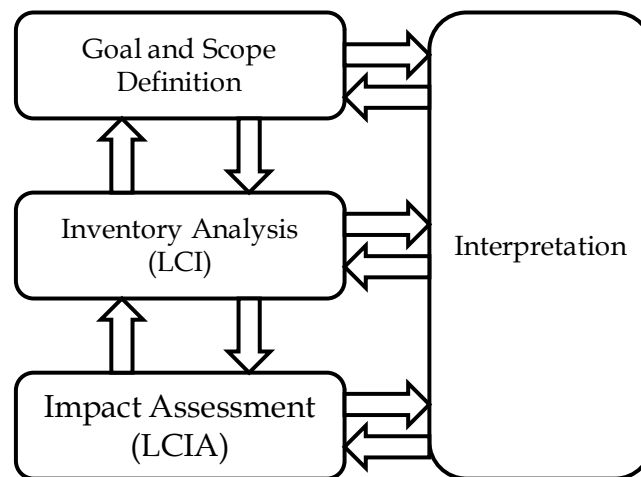 Goal and Scope
Definition
Inventory Analysis
(LCI)
Interpretation
Impact Assessment
(LCIA)